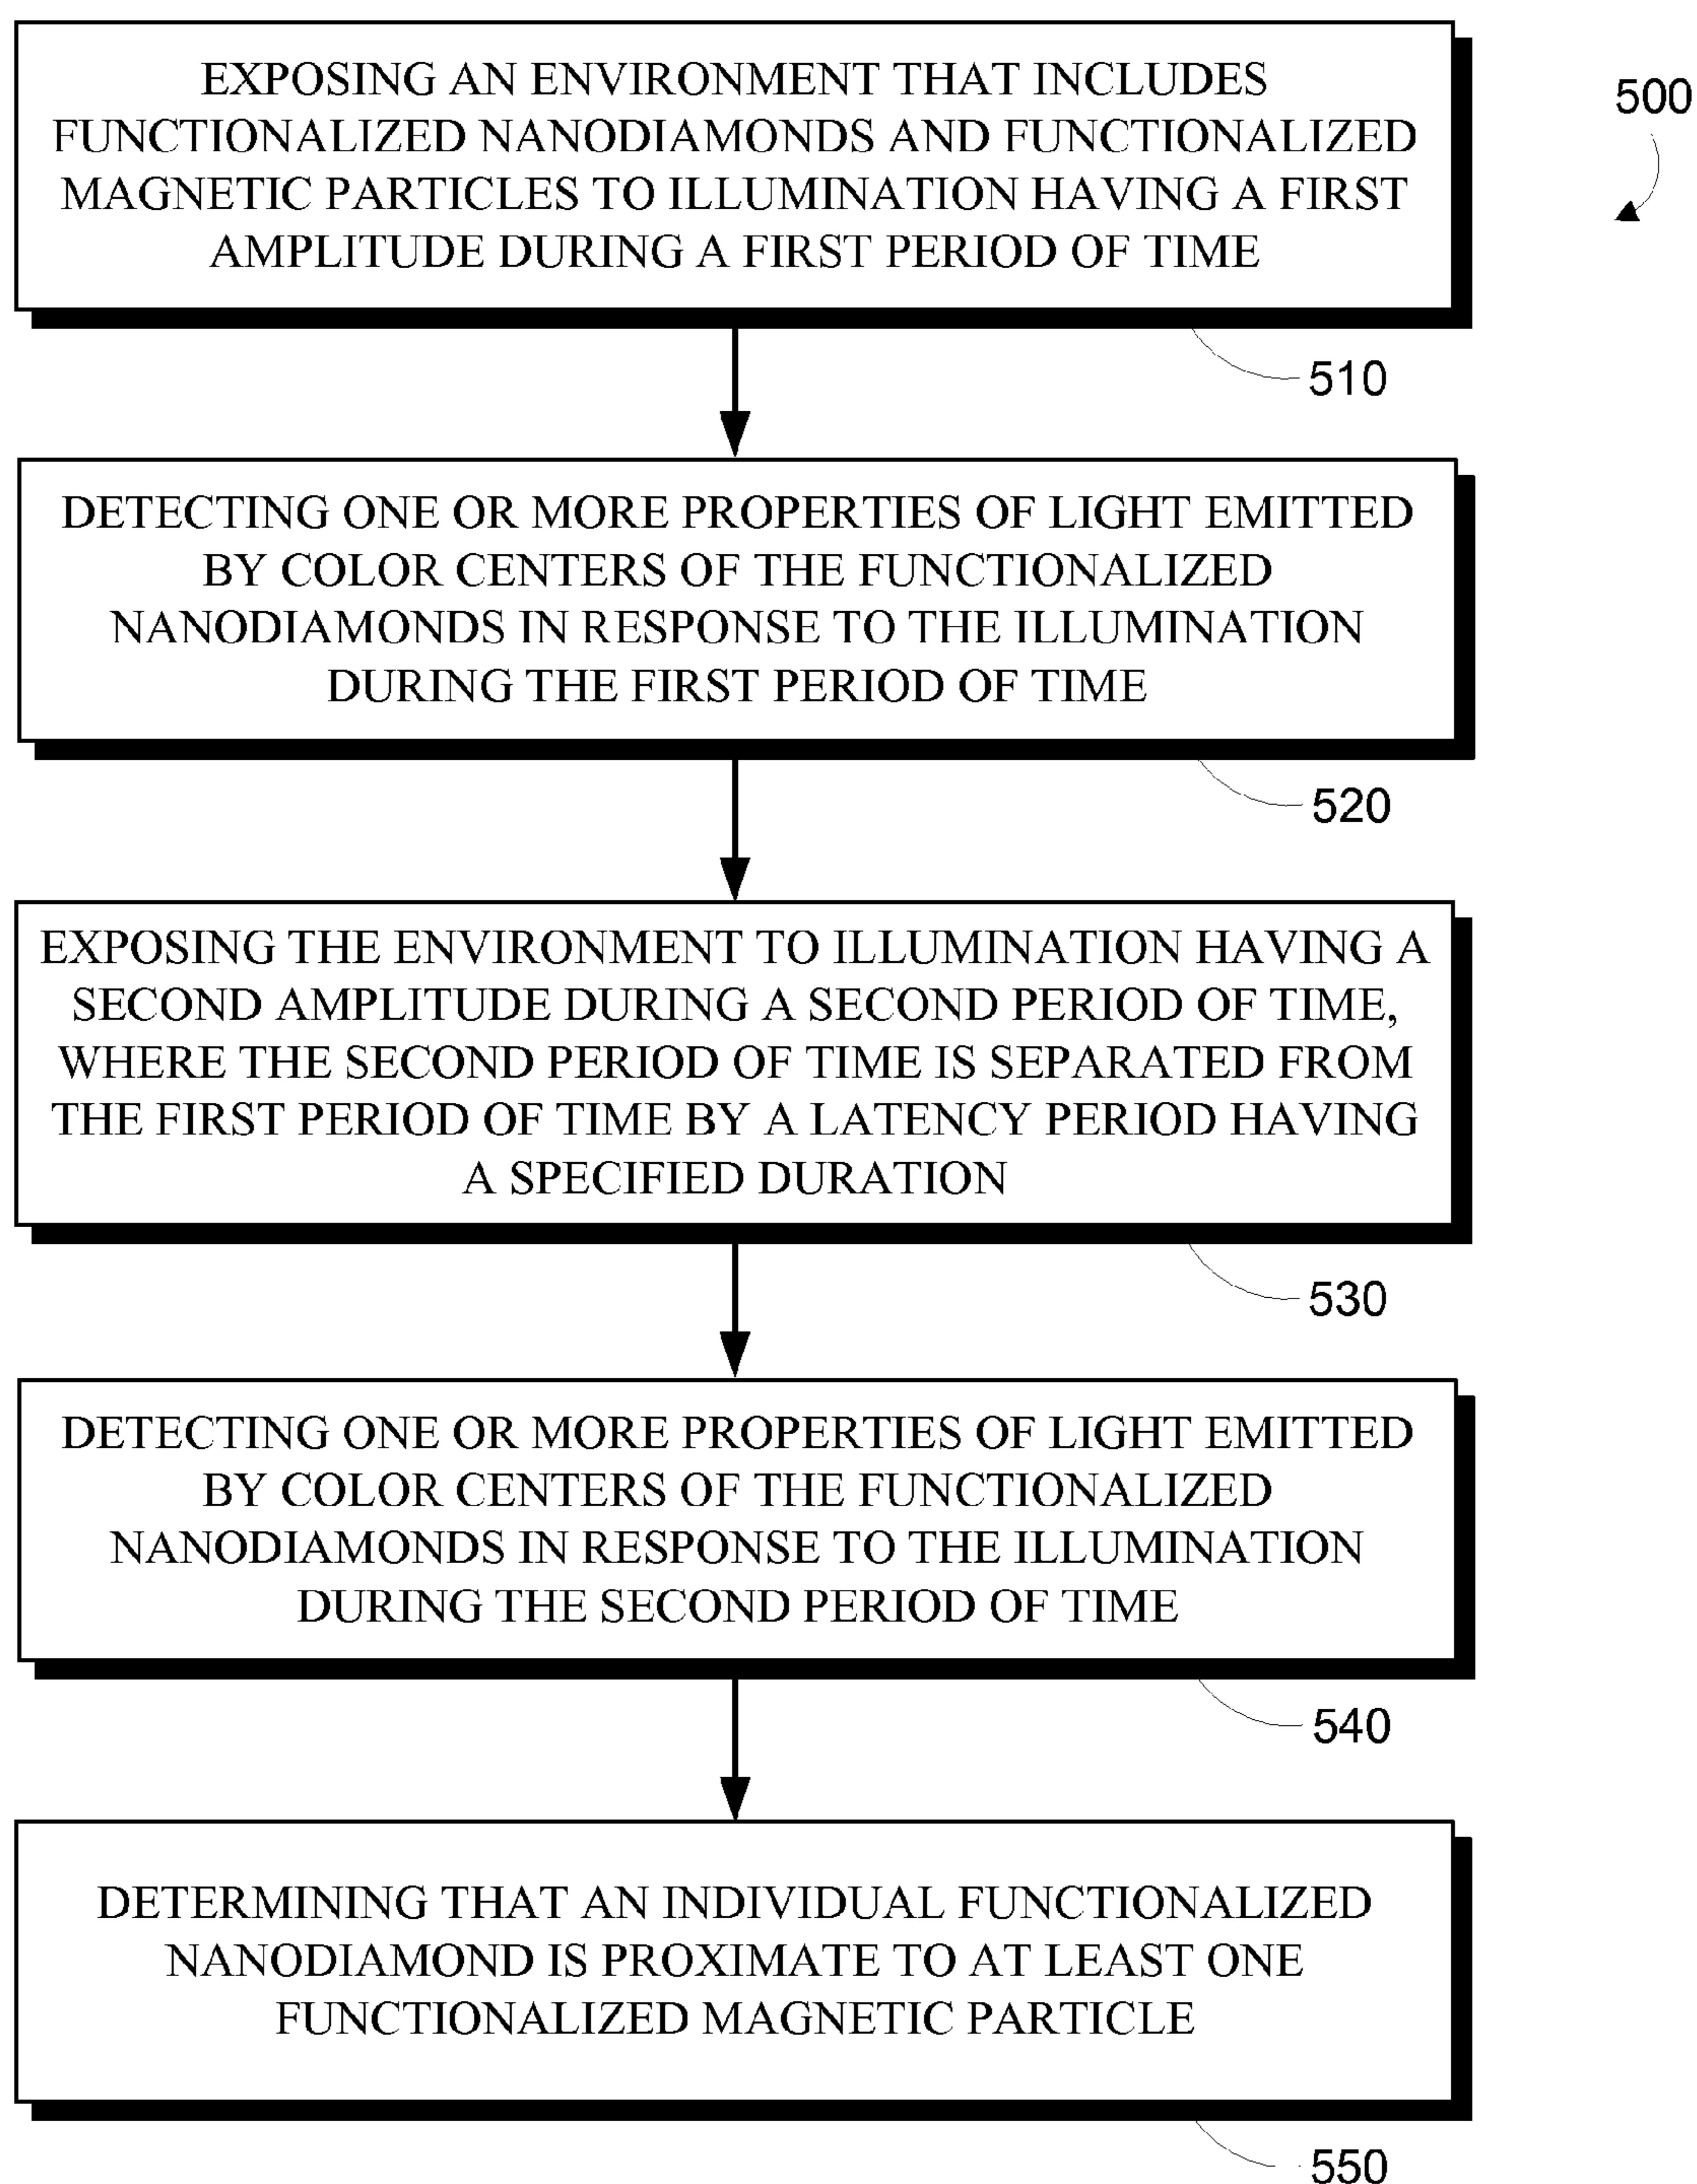 EXPOSING AN ENVIRONMENT THAT INCLUDES
FUNCTIONALIZED NANODIAMONDS AND FUNCTIONALIZED
MAGNETIC PARTICLES TO ILLUMINATION HAVING A FIRST
AMPLITUDE DURING A FIRST PERIOD OF TIME
500
510
DETECTING ONE OR MORE PROPERTIES OF LIGHT EMITTED
BY COLOR CENTERS OF THE FUNCTIONALIZED
NANODIAMONDS IN RESPONSE TO THE ILLUMINATION
DURING THE FIRST PERIOD OF TIME
520
EXPOSING THE ENVIRONMENT TO ILLUMINATION HAVING A
SECOND AMPLITUDE DURING A SECOND PERIOD OF TIME,
WHERE THE SECOND PERIOD OF TIME IS SEPARATED FROM
THE FIRST PERIOD OF TIME BY A LATENCY PERIOD HAVING
A SPECIFIED DURATION
530
DETECTING ONE OR MORE PROPERTIES OF LIGHT EMITTED
BY COLOR CENTERS OF THE FUNCTIONALIZED
NANODIAMONDS IN RESPONSE TO THE ILLUMINATION
DURING THE SECOND PERIOD OF TIME
540
DETERMINING THAT AN INDIVIDUAL FUNCTIONALIZED
NANODIAMOND IS PROXIMATE TO AT LEAST ONE
FUNCTIONALIZED MAGNETIC PARTICLE
550